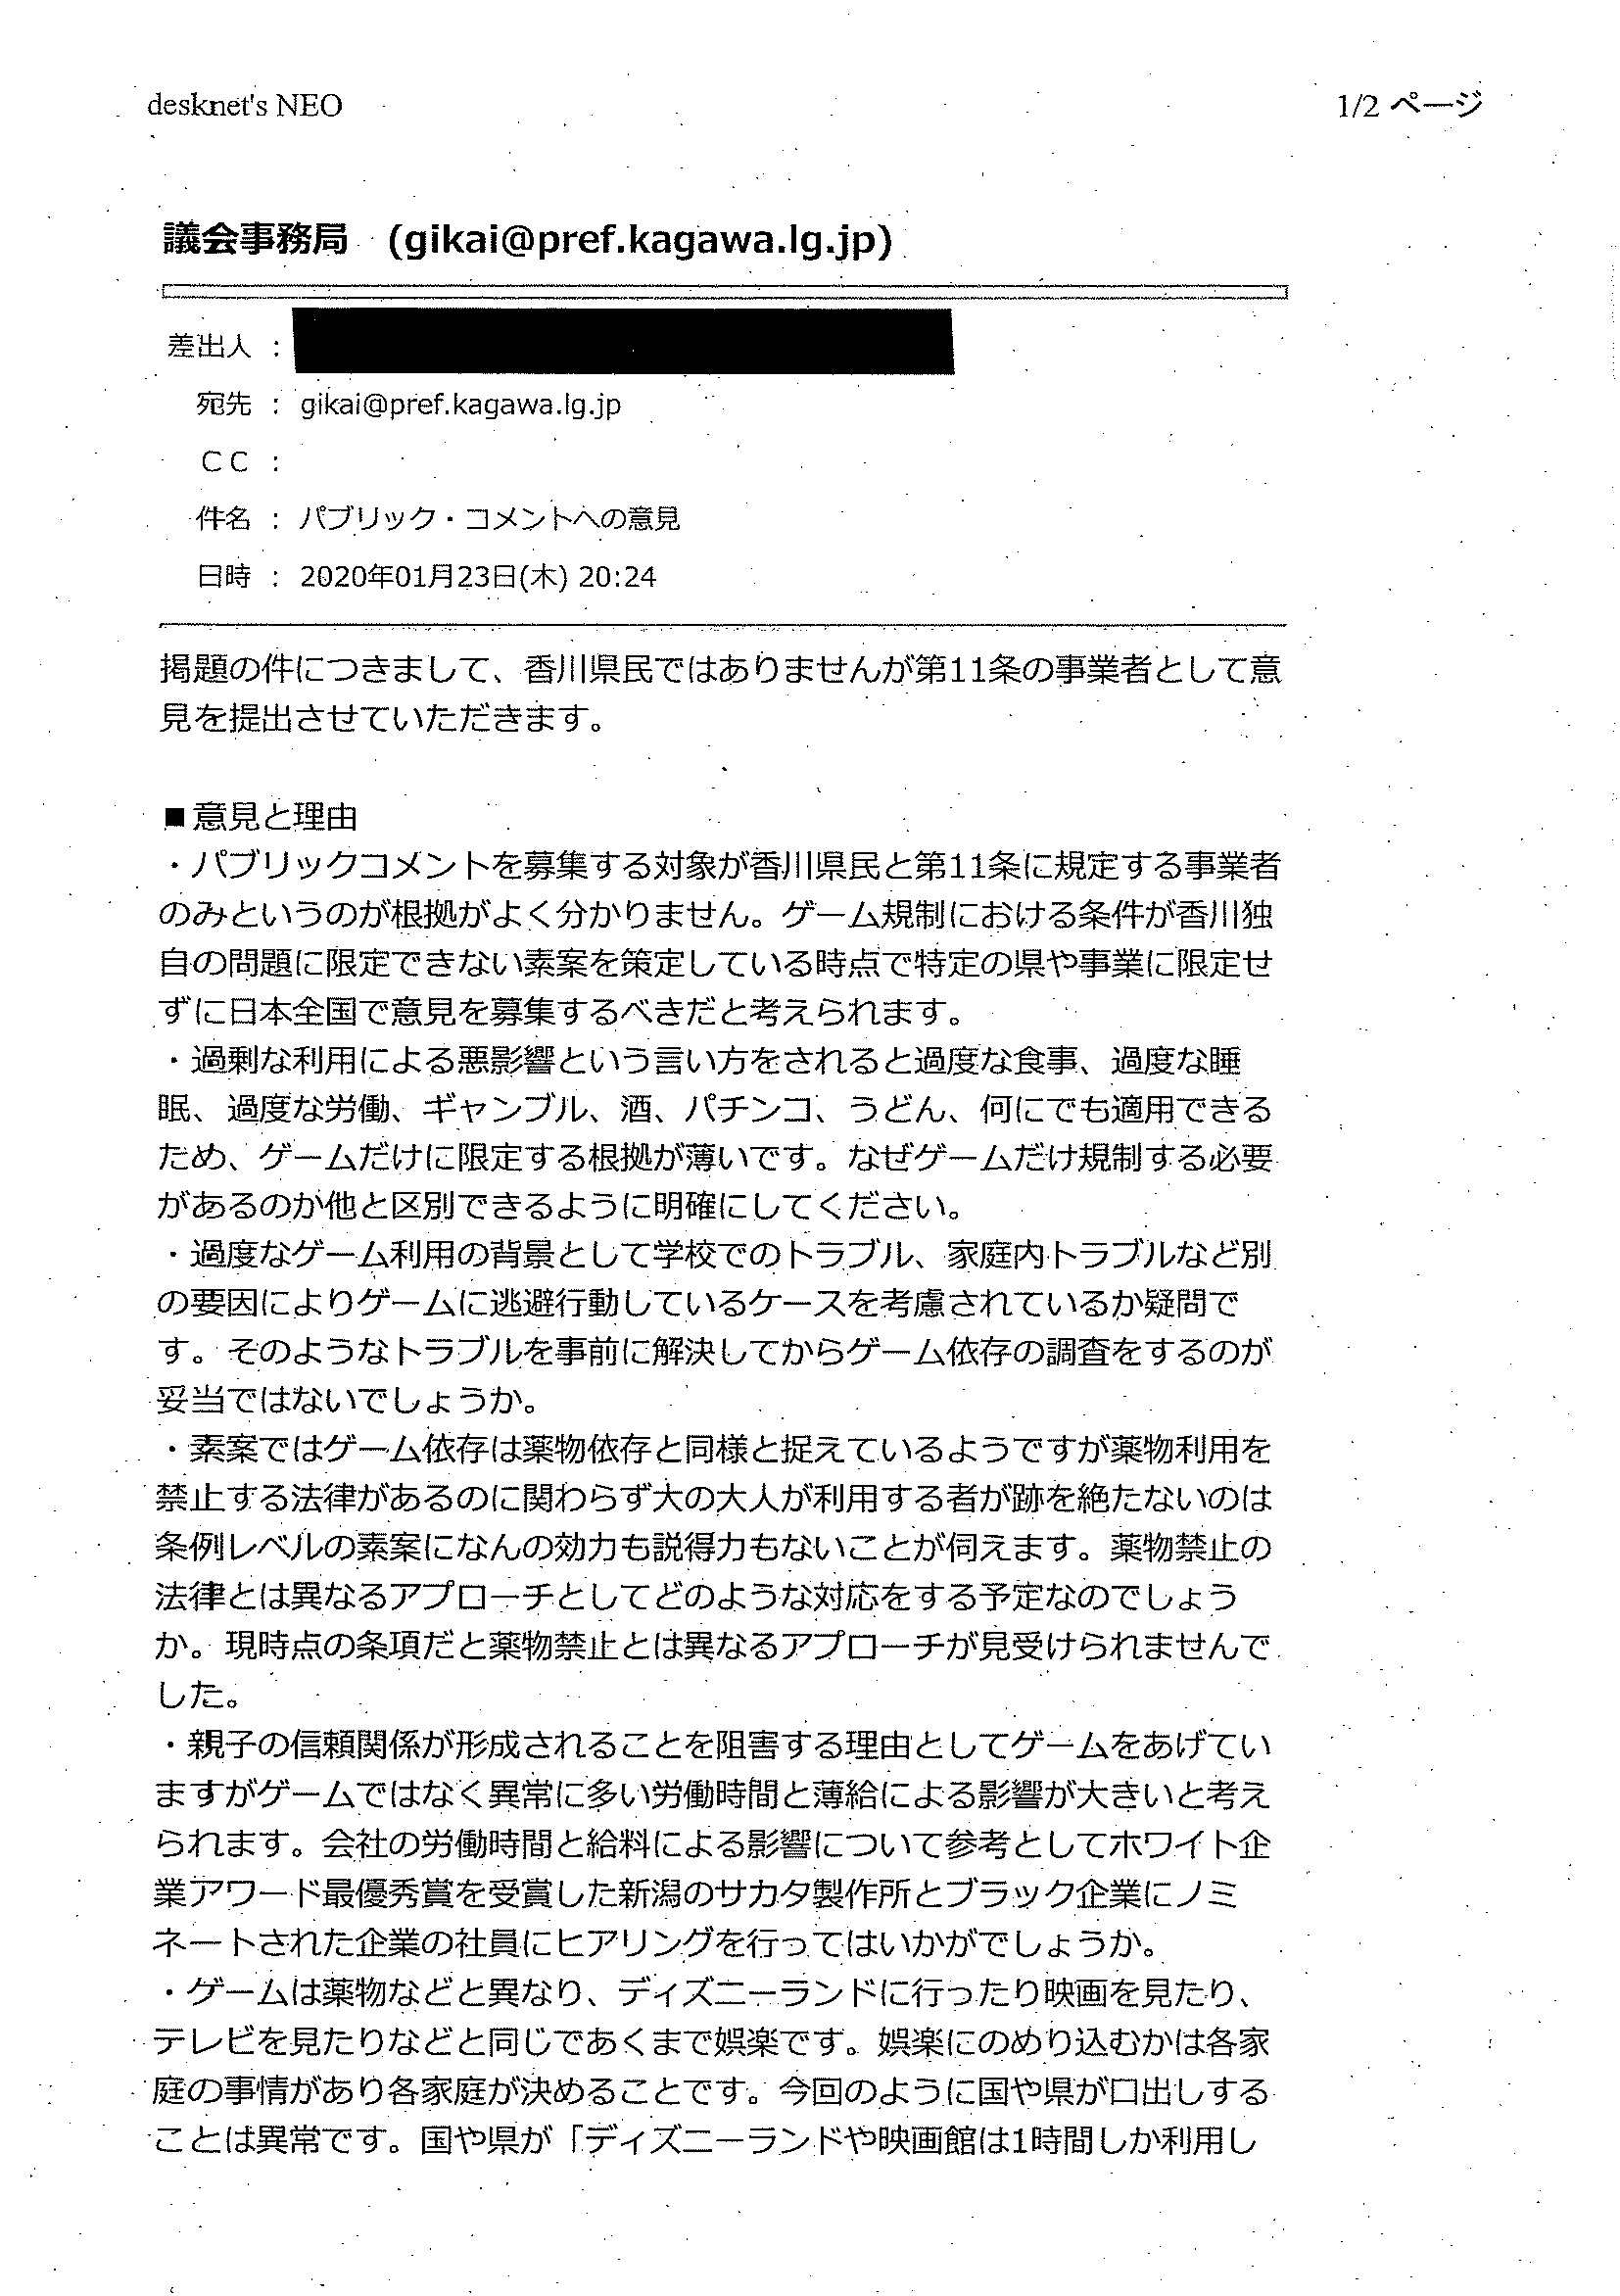 desknet's NEO
1/2 ページ
議会事務局 (gikai@pref.kagawa.lg.jp)
差出人 :
宛先 : gikai@pref.kagawa.lg.jp
CC :
件名 : パブリック・コメントへの意見
日時 : 2020年01月23日(木) 20:24
掲題の件につきまして、香川県民ではありませんが第11条の事業者として意
見を提出させていただきます。
■意見と理由
・パブリックコメントを募集する対象が香川県民と第11条に規定する事業者
のみというのが根拠がよく分かりません。ゲーム規制における条件が香川独
自の問題に限定できない素案を策定している時点で特定の県や事業に限定せ
ずに日本全国で意見を募集するべきだと考えられます。
・過剰な利用による悪影響という言い方をされると過度な食事、過度な睡
眠、過度な労働、ギャンブル、酒、パチンコ、うどん、何にでも適用できる
ため、ゲームだけに限定する根拠が薄いです。なぜゲームだけ規制する必要
があるのか他と区別できるように明確にしてください。
・過度なゲーム利用の背景として学校でのトラブル、家庭内トラブルなど別
の要因によりゲームに逃避行動しているケースを考慮されているか疑問で
す。そのようなトラブルを事前に解決してからゲーム依存の調査をするのが
妥当ではないでしょうか。
・素案ではゲーム依存は薬物依存と同様と捉えているようですが薬物利用を
禁止する法律があるのに関わらず大の大人が利用する者が跡を絶たないのは
条例レベルの素案になんの効力も説得力もないことが伺えます。薬物禁止の
法律とは異なるアプローチとしてどのような対応をする予定なのでしょう
か。現時点の条項だと薬物禁止とは異なるアプローチが見受けられませんで
した。
・親子の信頼関係が形成されることを阻害する理由としてゲームをあげてい
ますがゲームではなく異常に多い労働時間と薄給による影響が大きいと考え
られます。会社の労働時間と給料による影響について参考としてホワイト企
業アワード最優秀賞を受賞した新潟のサカタ製作所とブラック企業にノミ
ネートされた企業の社員にヒアリングを行ってはいかがでしょうか。
・ゲームは薬物などと異なり、ディズニーランドに行ったり映画を見たり、
テレビを見たりなどと同じであくまで娯楽です。娯楽にのめり込むかは各家
庭の事情があり各家庭が決めることです。今回のように国や県が口出しする
ことは異常です。国や県が「ディズニーランドや映画館は1時間しか利用し